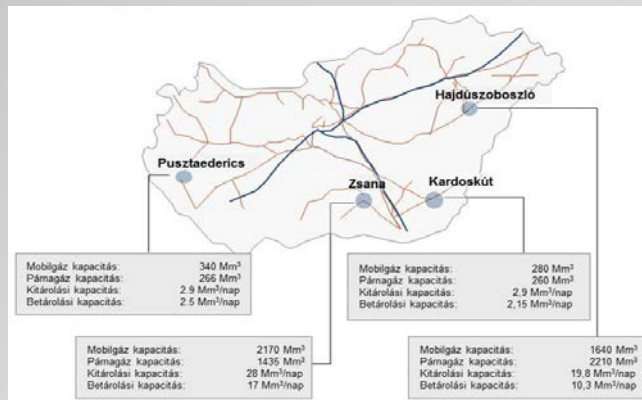 Hajdúszoboszló
Pusztaederics
Zsana
Kardoskút
Mobilgáz kapacitás: 340 Mm³
Párnagáz kapacitás: 266 Mm³
Kitárolási kapacitás: 2.9 Mm³/nap
Betárolási kapacitás: 2.5 Mm³/nap
Mobilgáz kapacitás: 280 Mm³
Párnagáz kapacitás: 260 Mm³
Kitárolási kapacitás: 2,9 Mm³/nap
Betárolási kapacitás: 2,15 Mm³/nap
Mobilgáz kapacitás: 2170 Mm³
Párnagáz kapacitás: 1435 Mm³
Kitárolási kapacitás: 28 Mm³/nap
Betárolási kapacitás: 17 Mm³/nap
Mobilgáz kapacitás: 1640 Mm³
Párnagáz kapacitás: 2210 Mm³
Kitárolási kapacitás: 19,8 Mm³/nap
Betárolási kapacitás: 10,3 Mm³/nap